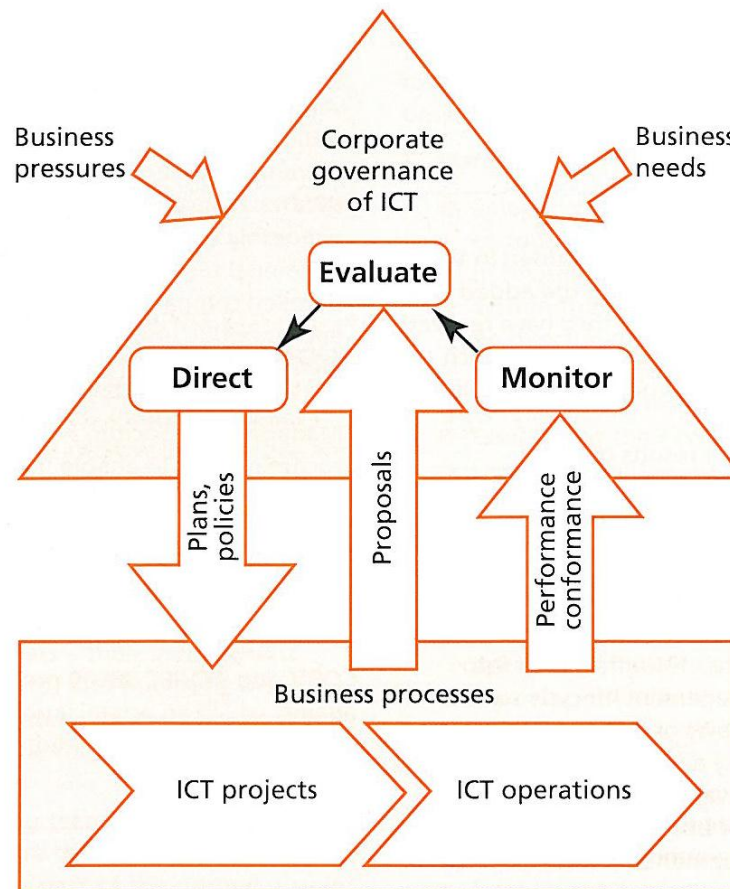 Business
pressures
Business
needs
Corporate
governance
of ICT
Evaluate
Direct
Monitor
Plans,
policies
Proposals
Performance
conformance
Business processes
ICT projects
ICT operations